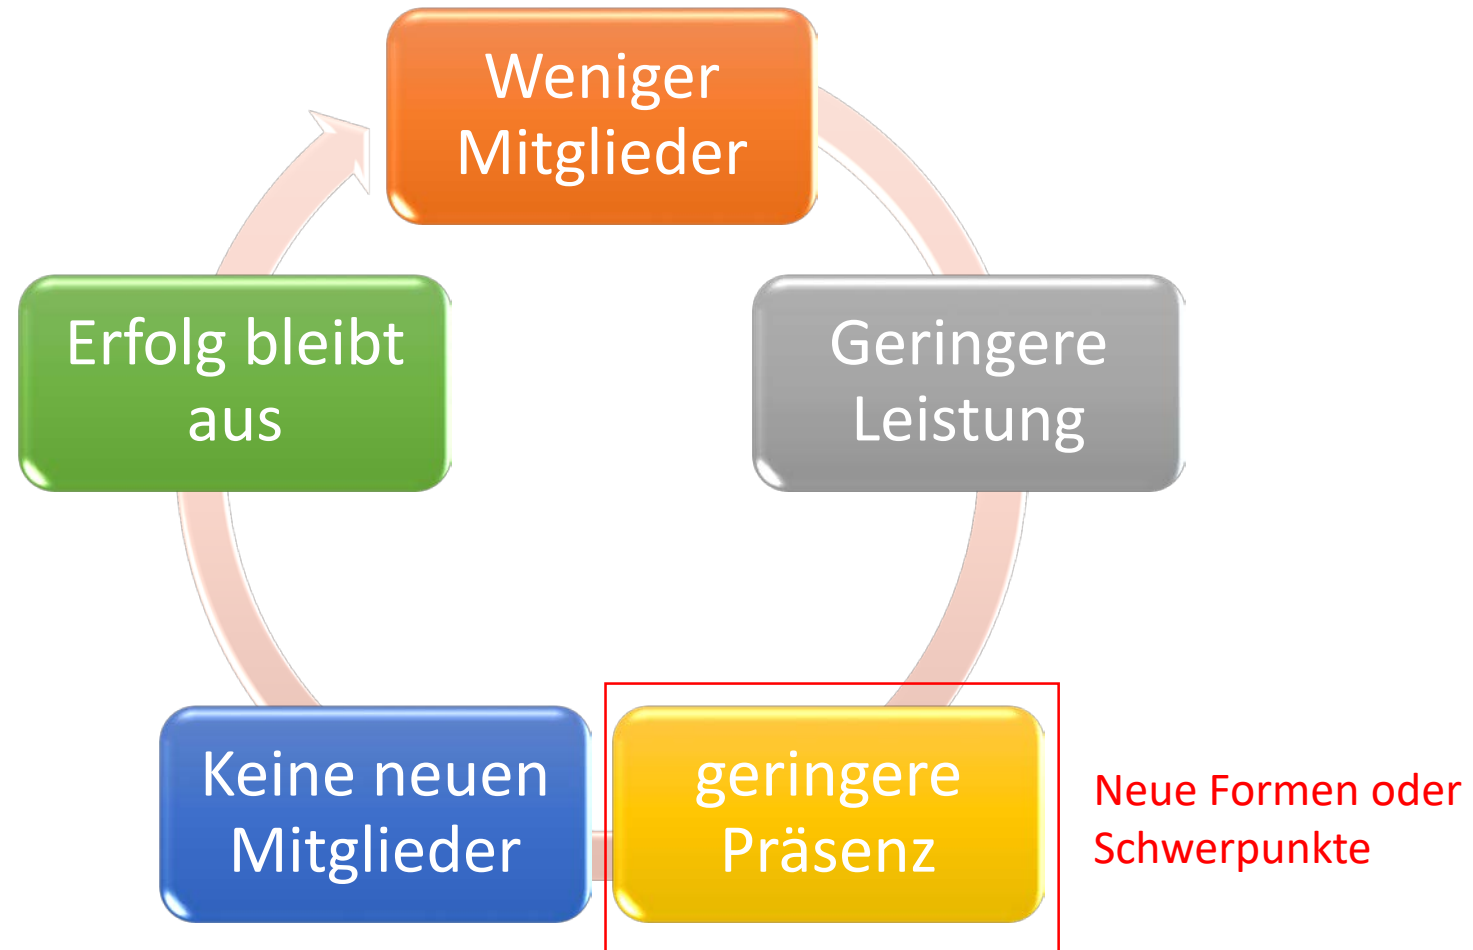 Weniger
Mitglieder
Geringere
Leistung
geringere
Präsenz
Neue Formen oder
Schwerpunkte
Keine neuen
Mitglieder
Erfolg bleibt
aus